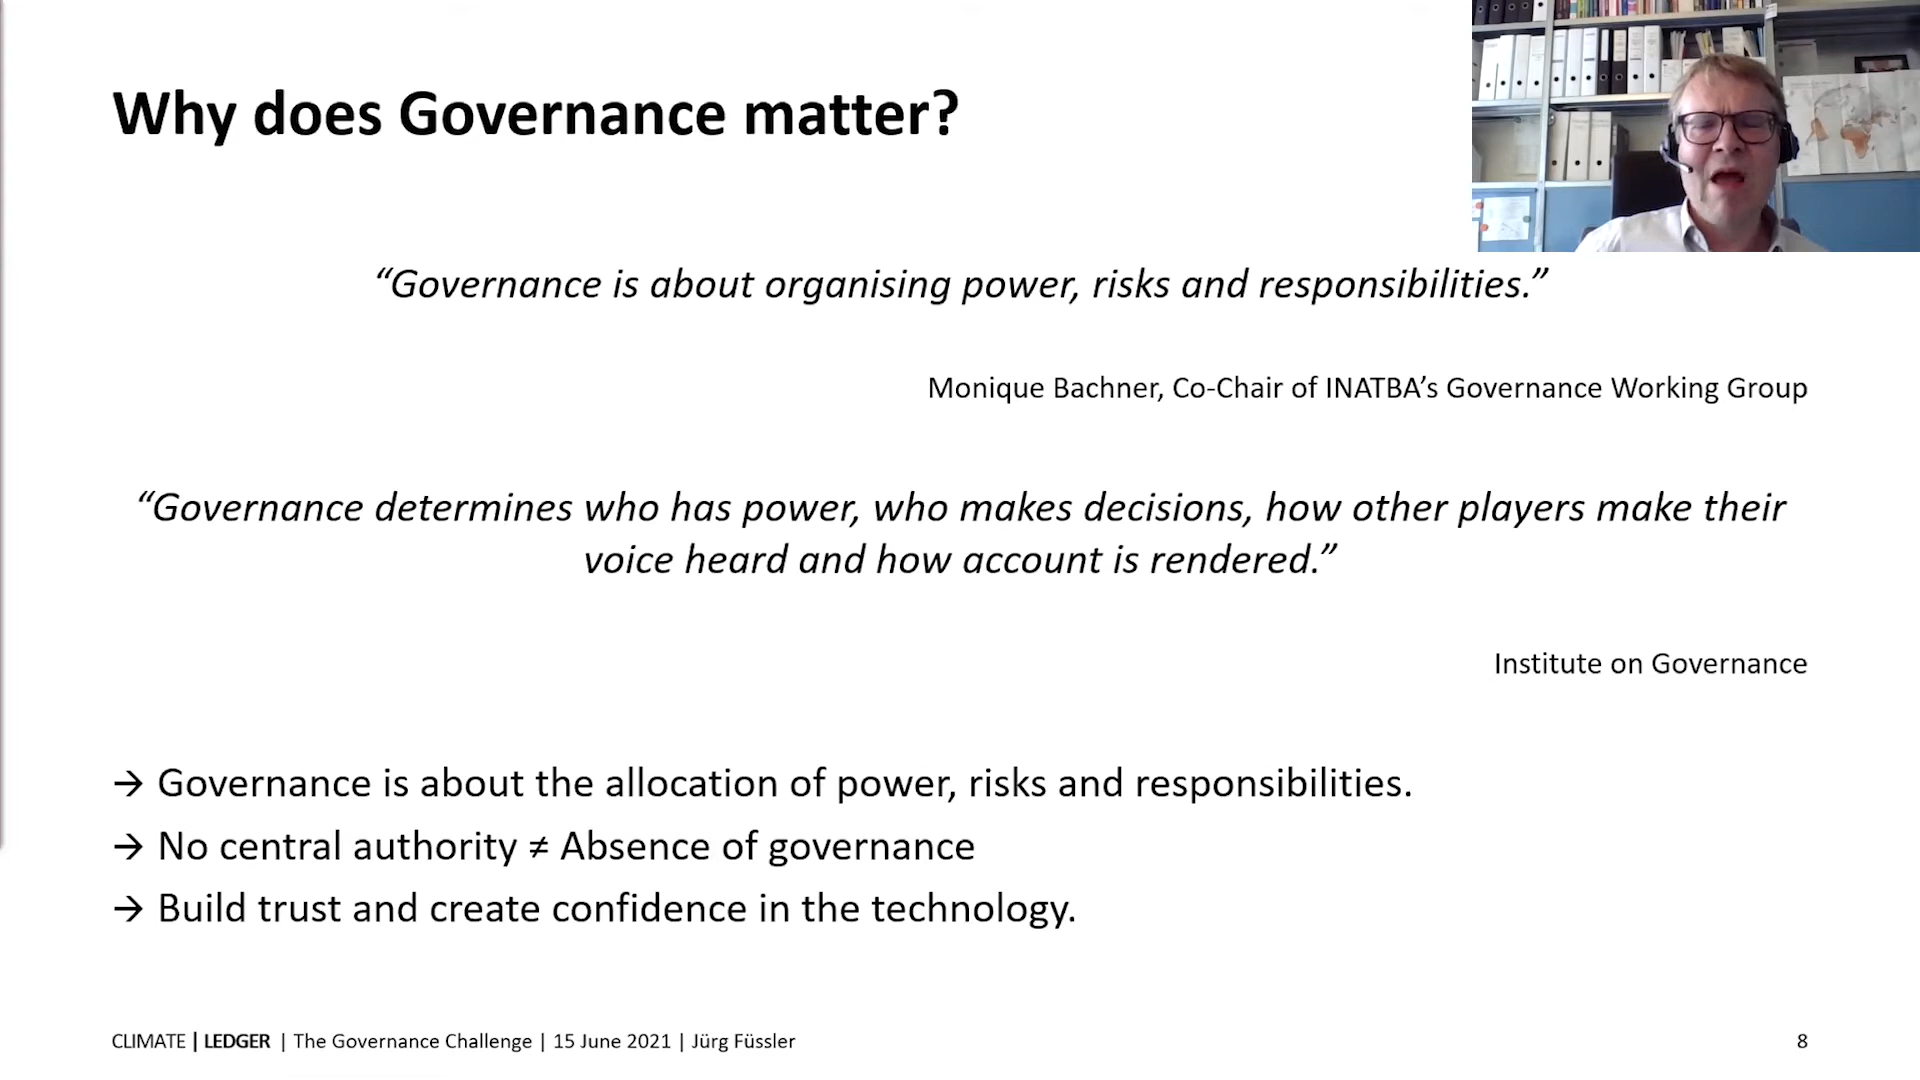 Why does Governance matter?
“Governance is about organising power, risks and responsibilities.”
Monique Bachner, Co-Chair of INATBA’s Governance Working Group
“Governance determines who has power, who makes decisions, how other players make their
voice heard and how account is rendered.”
Institute on Governance
→ Governance is about the allocation of power, risks and responsibilities.
→ No central authority ≠ Absence of governance
→ Build trust and create confidence in the technology.
CLIMATE | LEDGER | The Governance Challenge | 15 June 2021 | Jürg Füssler
8